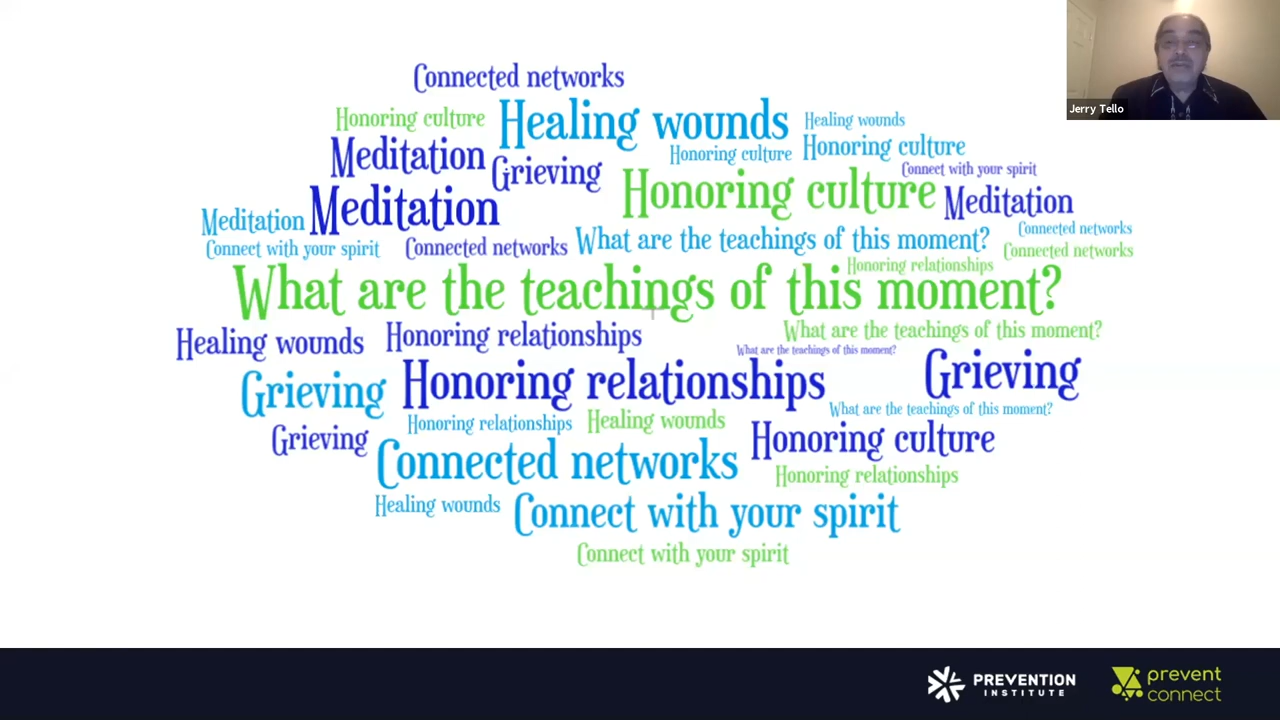 Connected networks
Jerry Tello
Honoring culture
Healing wounds
Healing wounds
Meditation
Grieving
Honoring culture
Honoring culture
Connect with your spirit
Meditation
Meditation
Honoring culture
Meditation
Connect with your spirit
Connected networks
What are the teachings of this moment?
Connected networks
Connected networks
Honoring relationships
What are the teachings of this moment?
Healing wounds
Honoring relationships
What are the teachings of this moment?
What are the teachings of this moment?
Grieving
Honoring relationships
Grieving
What are the teachings of this moment?
Grieving
Honoring relationships
Healing wounds
Honoring culture
Connected networks
Honoring relationships
Healing wounds
Connect with your spirit
Connect with your spirit
PREVENTION
INSTITUTE
prevent
connect